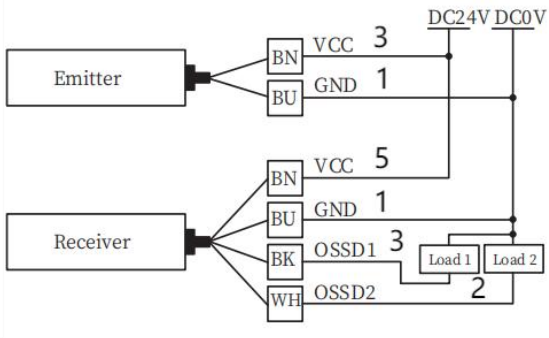 DC24V DC0V
BN VCC 3
Emitter
BU GND 1
BN VCC 5
BU GND 1
Receiver
BK OSSD1 3 Load 1 Load 2
WH OSSD2 2